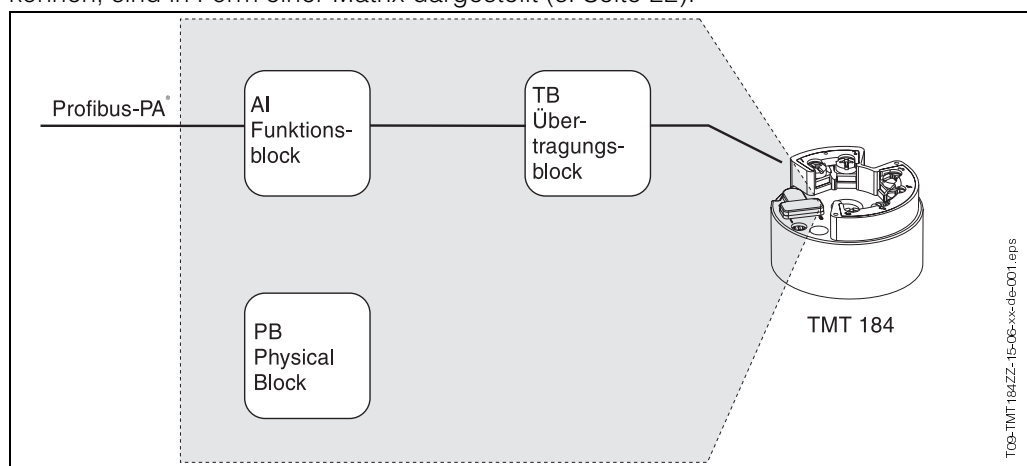 können, sind in Form einer Matrix dargestellt (s. Seite 22).
Profibus-PA®
AI
Funktions-
block
TB
Über-
tragungs-
block
PB
Physical
Block
TMT 184
T09-TMT184ZZ-15-06-xx-de-001.eps